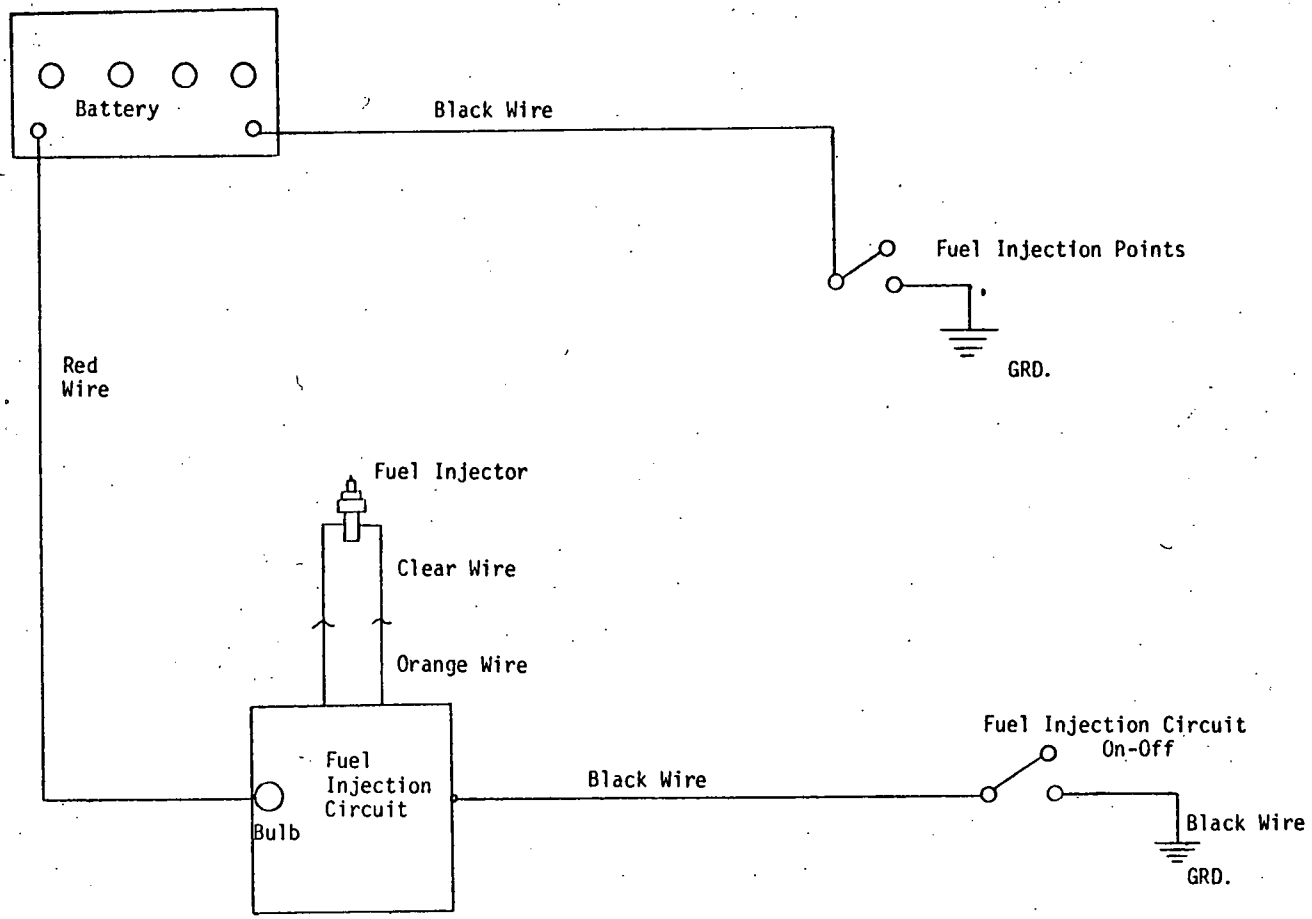 Battery
Black Wire
Fuel Injection Points
GRD.
Red
Wire
Fuel Injector
Clear Wire
Orange Wire
Fuel Injection Circuit
On-Off
Fuel
Injection
Circuit
Black Wire
Bulb
Black Wire
GRD.